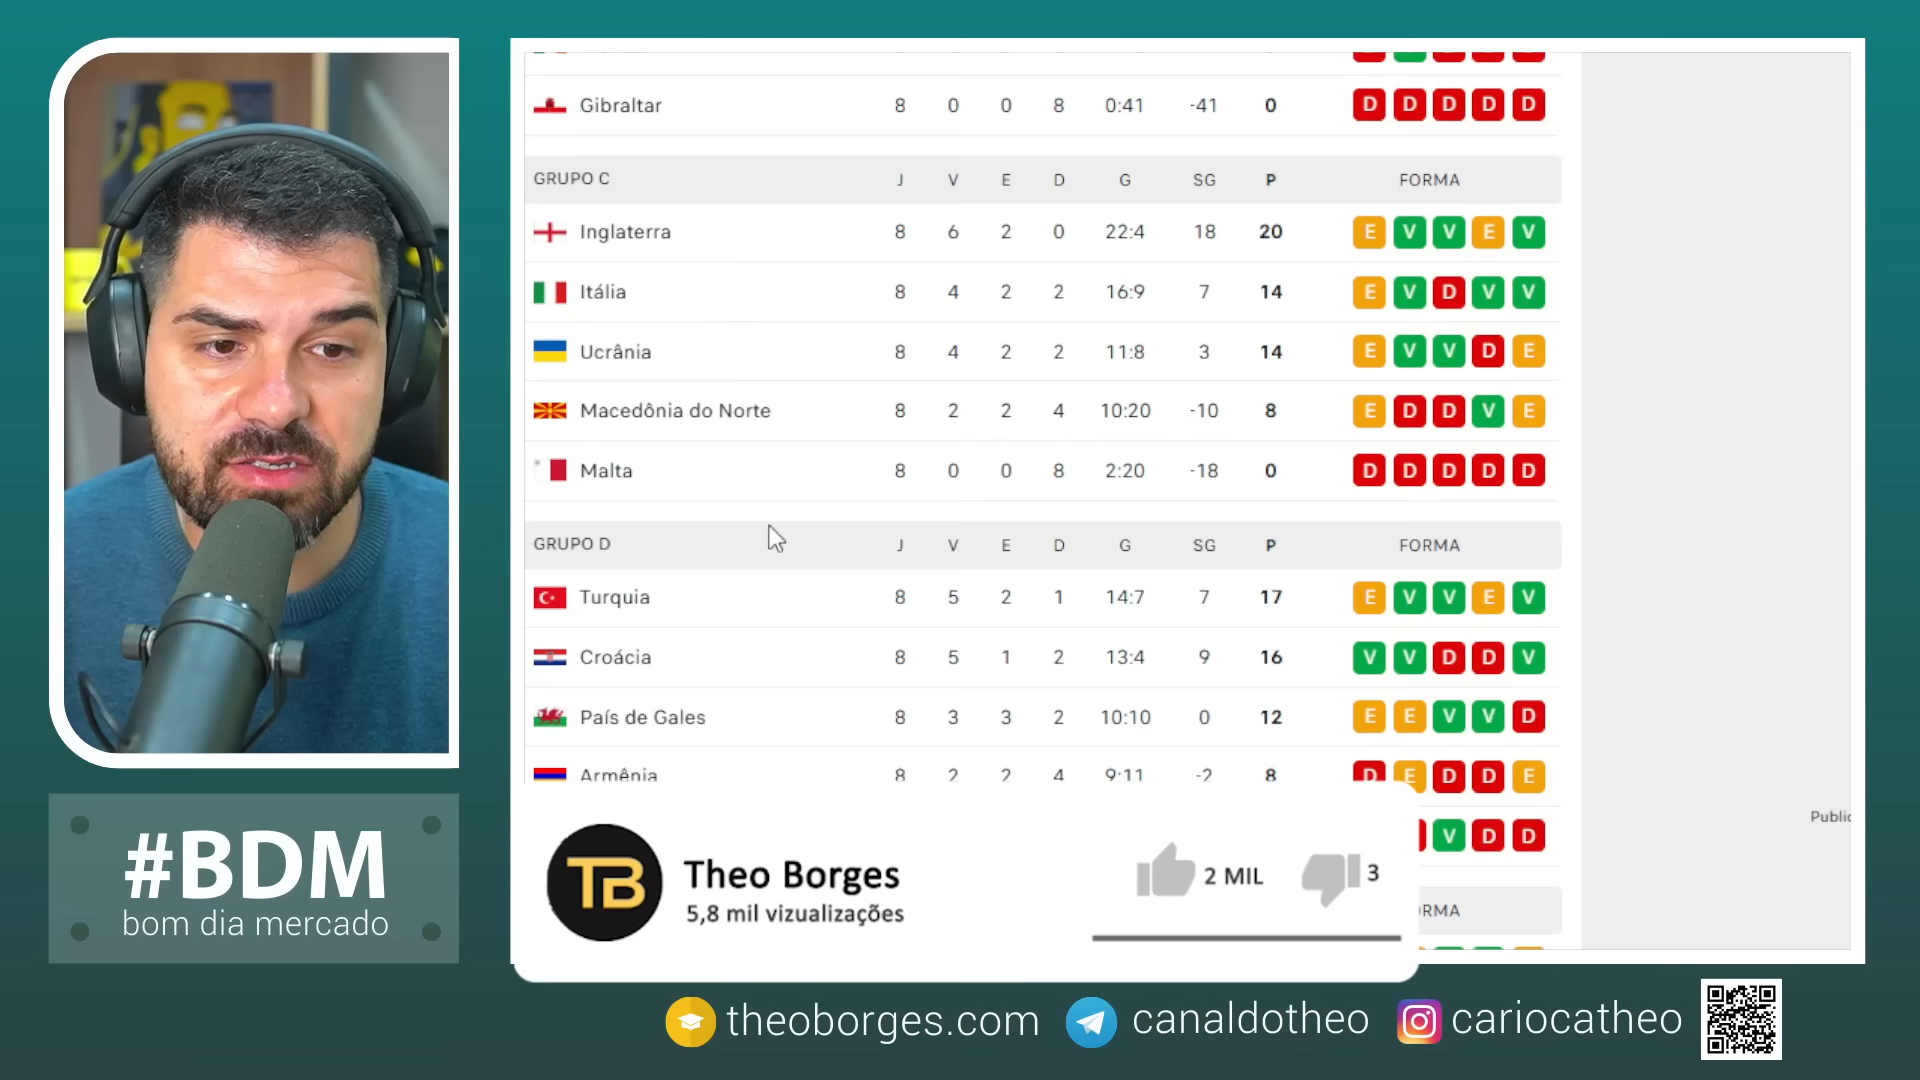 Gibraltar 8 0 0 8 0:41 -41 0 D D D D D
GRUPO C J V E D G SG P FORMA
Inglaterra 8 6 2 0 22:4 18 20 E V V E V
Itália 8 4 2 2 16:9 7 14 E V D V V
Ucrânia 8 4 2 2 11:8 3 14 E V V D E
Macedônia do Norte 8 2 2 4 10:20 -10 8 E D D V E
Malta 8 0 0 8 2:20 -18 0 D D D D D
GRUPO D J V E D G SG P FORMA
Turquia 8 5 2 1 14:7 7 17 E V V E V
Croácia 8 5 1 2 13:4 9 16 V V D D V
País de Gales 8 3 3 2 10:10 0 12 E E V V D
Armênia 8 2 2 4 9:11 -2 8 D E D D E
V D D
Public
RMA
TB
Theo Borges
5,8 mil vizualizações
2 MIL
3
#BDM
bom dia mercado
theoborges.com
canaldotheo
cariocatheo